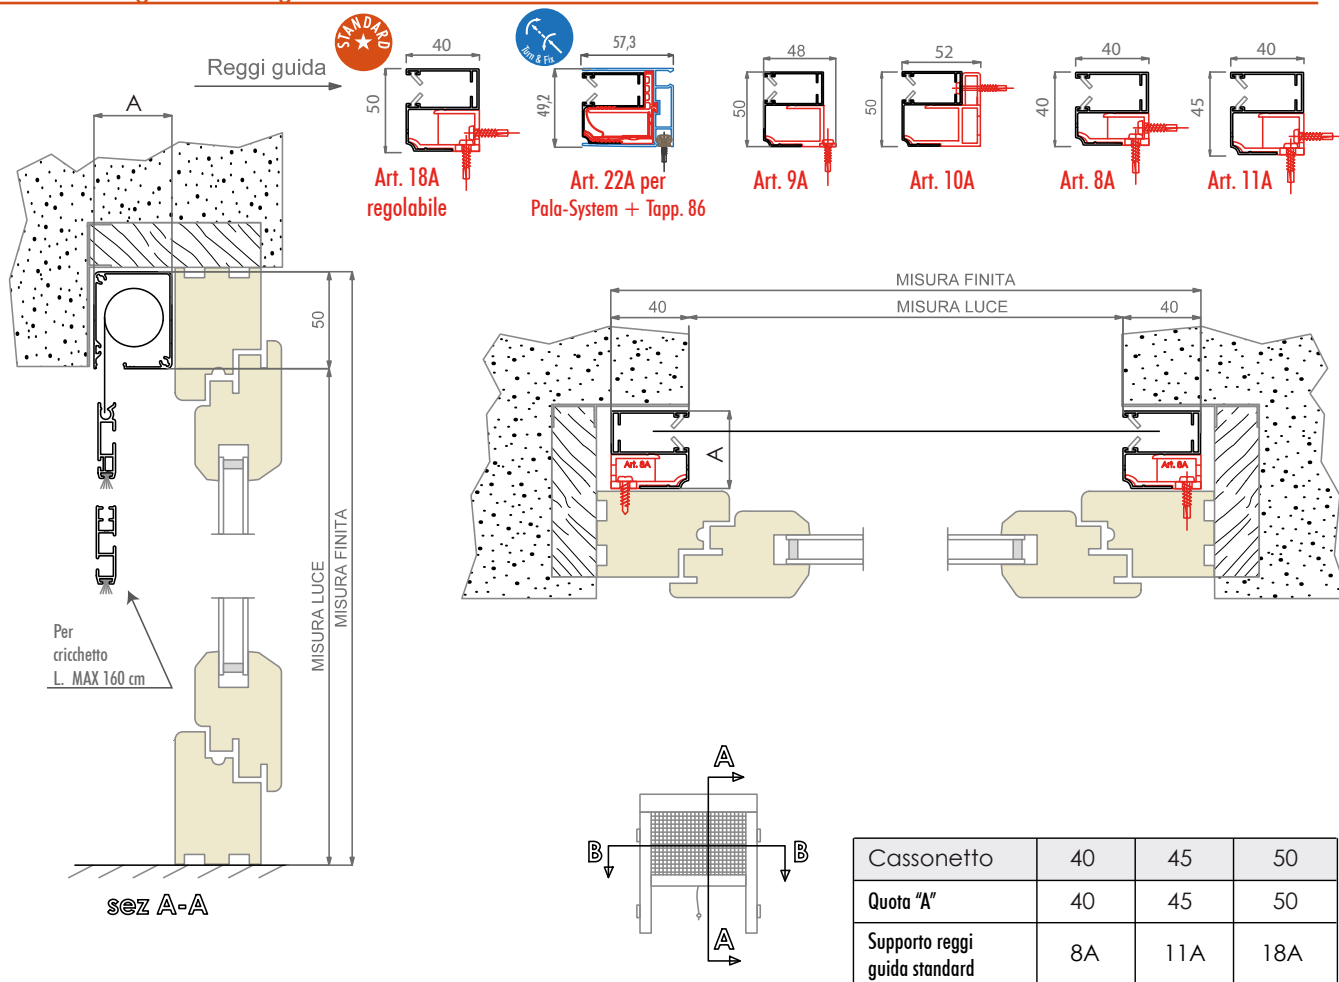 STANDARD
Turn & Fix
Reggi guida
40
50
Art. 18A
regolabile
57,3
49,2
Art. 22A per
Pala-System + Tapp. 86
48
50
Art. 9A
52
50
Art. 10A
40
40
Art. 8A
40
45
Art. 11A
A
50
MISURA LUCE
MISURA FINITA
Per
cricchetto
L. MAX 160 cm
sez A-A
MISURA FINITA
40
MISURA LUCE
40
A
Art. 8A
Art. 8A
A
B
B
A
Cassonetto 40 45 50
Quota "A" 40 45 50
Supporto reggi
guida standard 8A 11A 18A